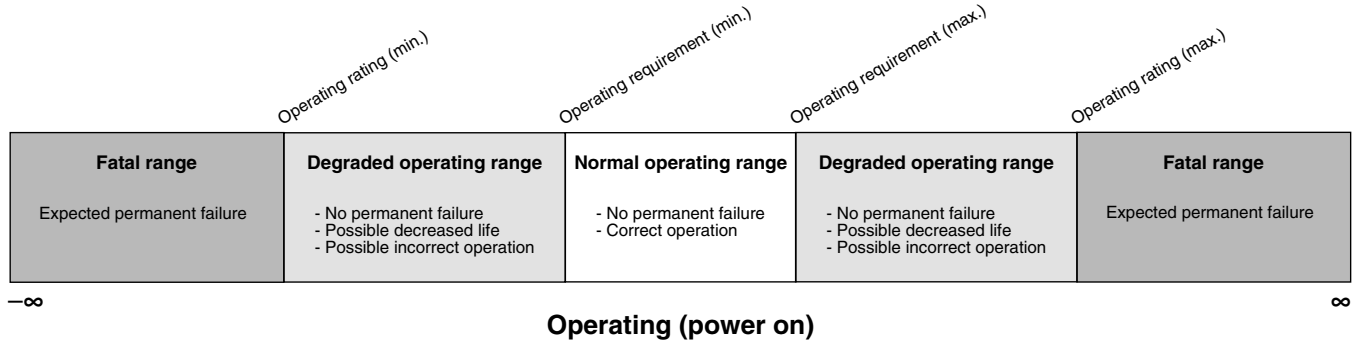 Operating rating (min.)
Operating requirement (min.)
Operating requirement (max.)
Operating rating (max.)
Fatal range
Expected permanent failure
Degraded operating range
- No permanent failure
- Possible decreased life
- Possible incorrect operation
Normal operating range
- No permanent failure
- Correct operation
Degraded operating range
- No permanent failure
- Possible decreased life
- Possible incorrect operation
Fatal range
Expected permanent failure
–∞
∞
Operating (power on)